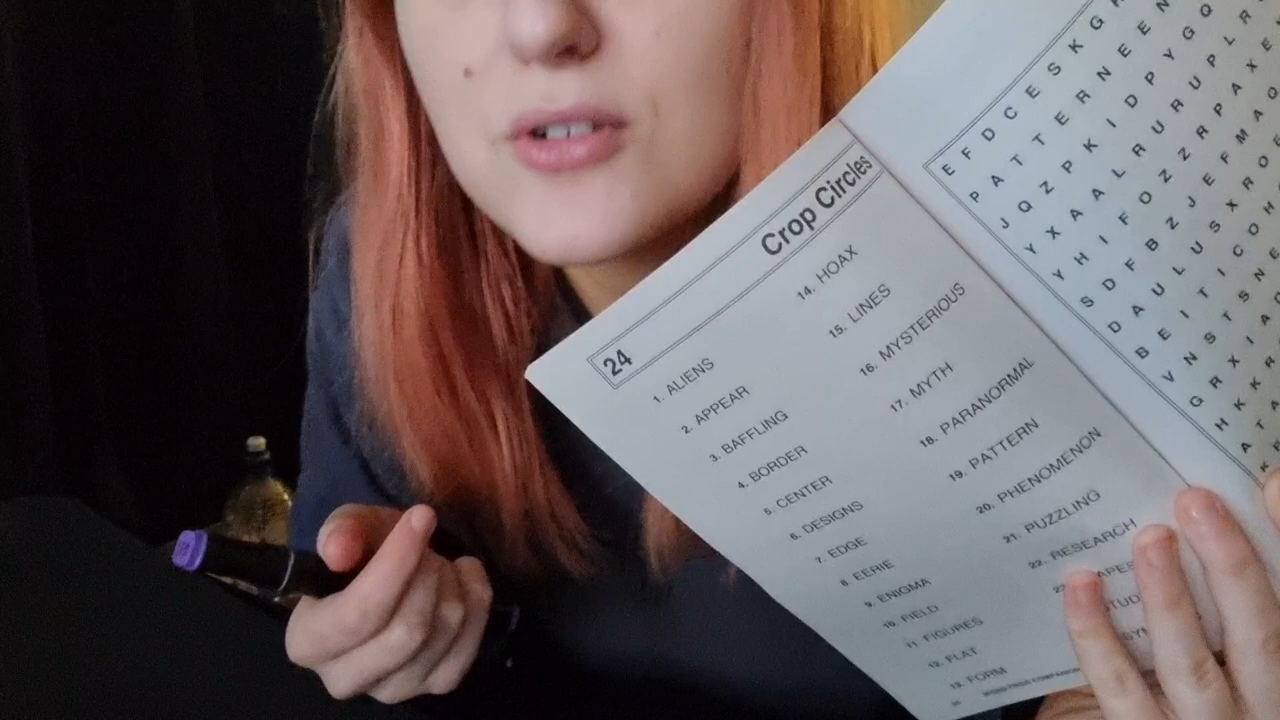 24 Crop Circles
1. ALIENS
2. APPEAR
3. BAFFLING
4. BORDER
5. CENTER
6. DESIGNS
7. EDGE
8. EERIE
9. ENIGMA
10. FIELD
11. FIGURES
12. FLAT
13. FORM
14. HOAX
15. LINES
16. MYSTERIOUS
17. MYTH
18. PARANORMAL
19. PATTERN
20. PHENOMENON
21. PUZZLING
22. RESEARCH
E F D C E S K G
P A T T E R N E E N
J Q Z P K I D P Y G Q
Y X A A L R U R U P L R
Y H I F O Z Z R P A X E
S D F B Z J E F M A Q
D A U L U S X R O E
B E I T I C O H
V N S T S N E
G R X I A D
H K K R
A T A